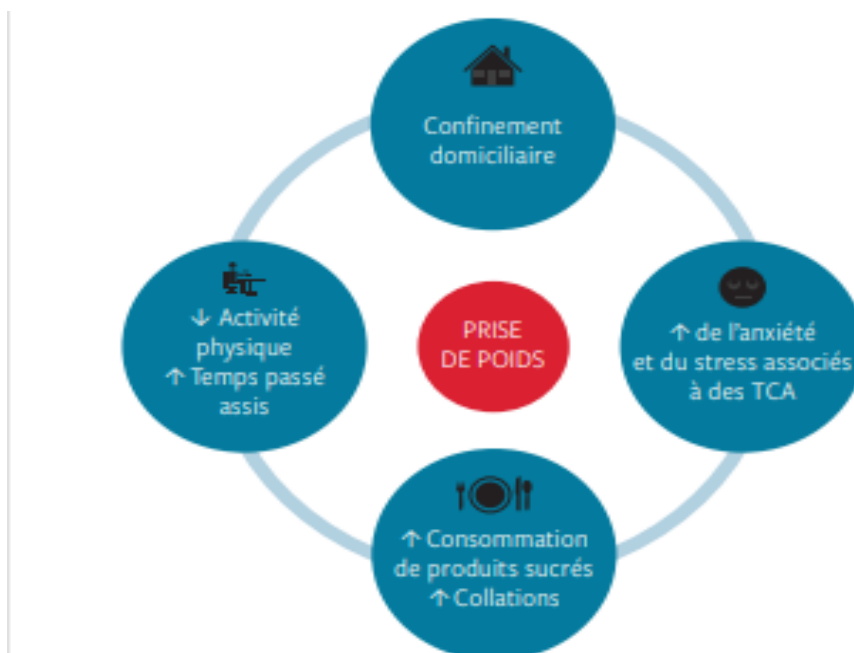 Confinement
domiciliaire
↓ Activité
physique
↑ Temps passé
assis
PRISE
DE POIDS
↑ de l'anxiété
et du stress associés
à des TCA
↑ Consommation
de produits sucrés
↑ Collations